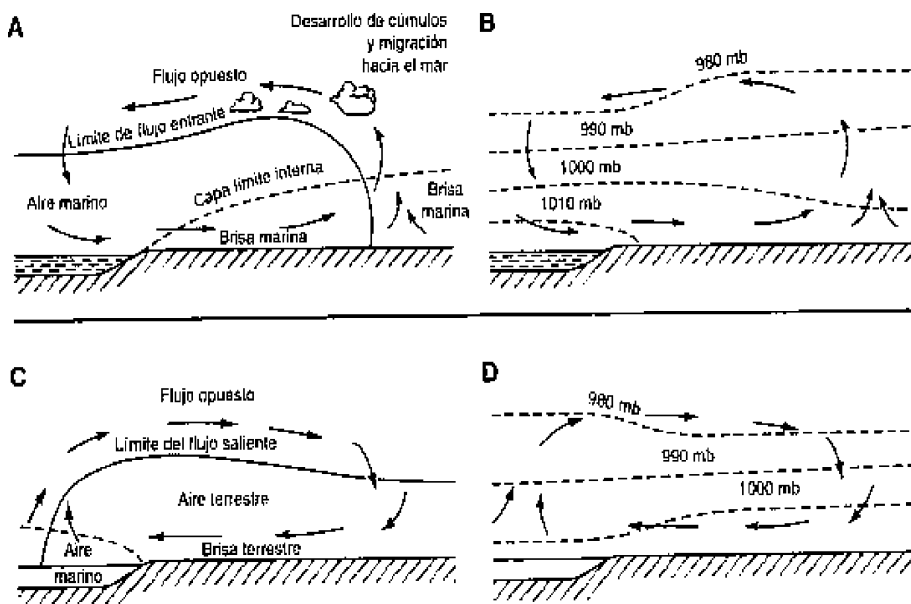 A
Desarrollo de cúmulos
y migración
hacia el mar
Flujo opuesto
Límite de flujo entrante
Capa límite interna
Aire marino
Brisa
marina
Brisa marina
B
980 mb
990 mb
1000 mb
1010 mb
C
Flujo opuesto
Límite del flujo saliente
Aire terrestre
Aire
marino
Brisa terrestre
D
980 mb
990 mb
1000 mb